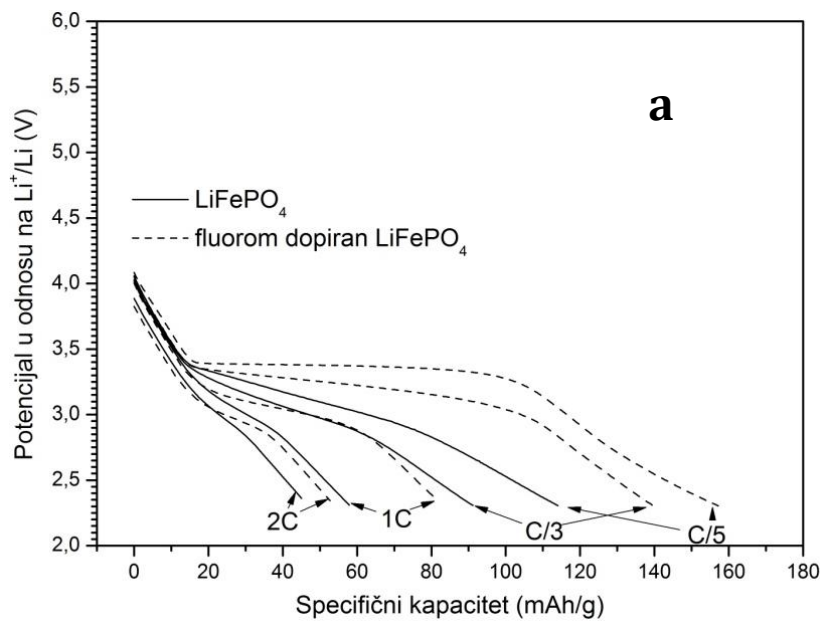 6,0
5,5
a
5,0
4,5
LiFePO₄
fluorom dopiran LiFePO₄
4,0
3,5
3,0
2,5
2,0
2C
1C
C/3
C/5
0
20
40
60
80
100
120
140
160
180
Potencijal u odnosu na Li⁺/Li (V)
Specifični kapacitet (mAh/g)